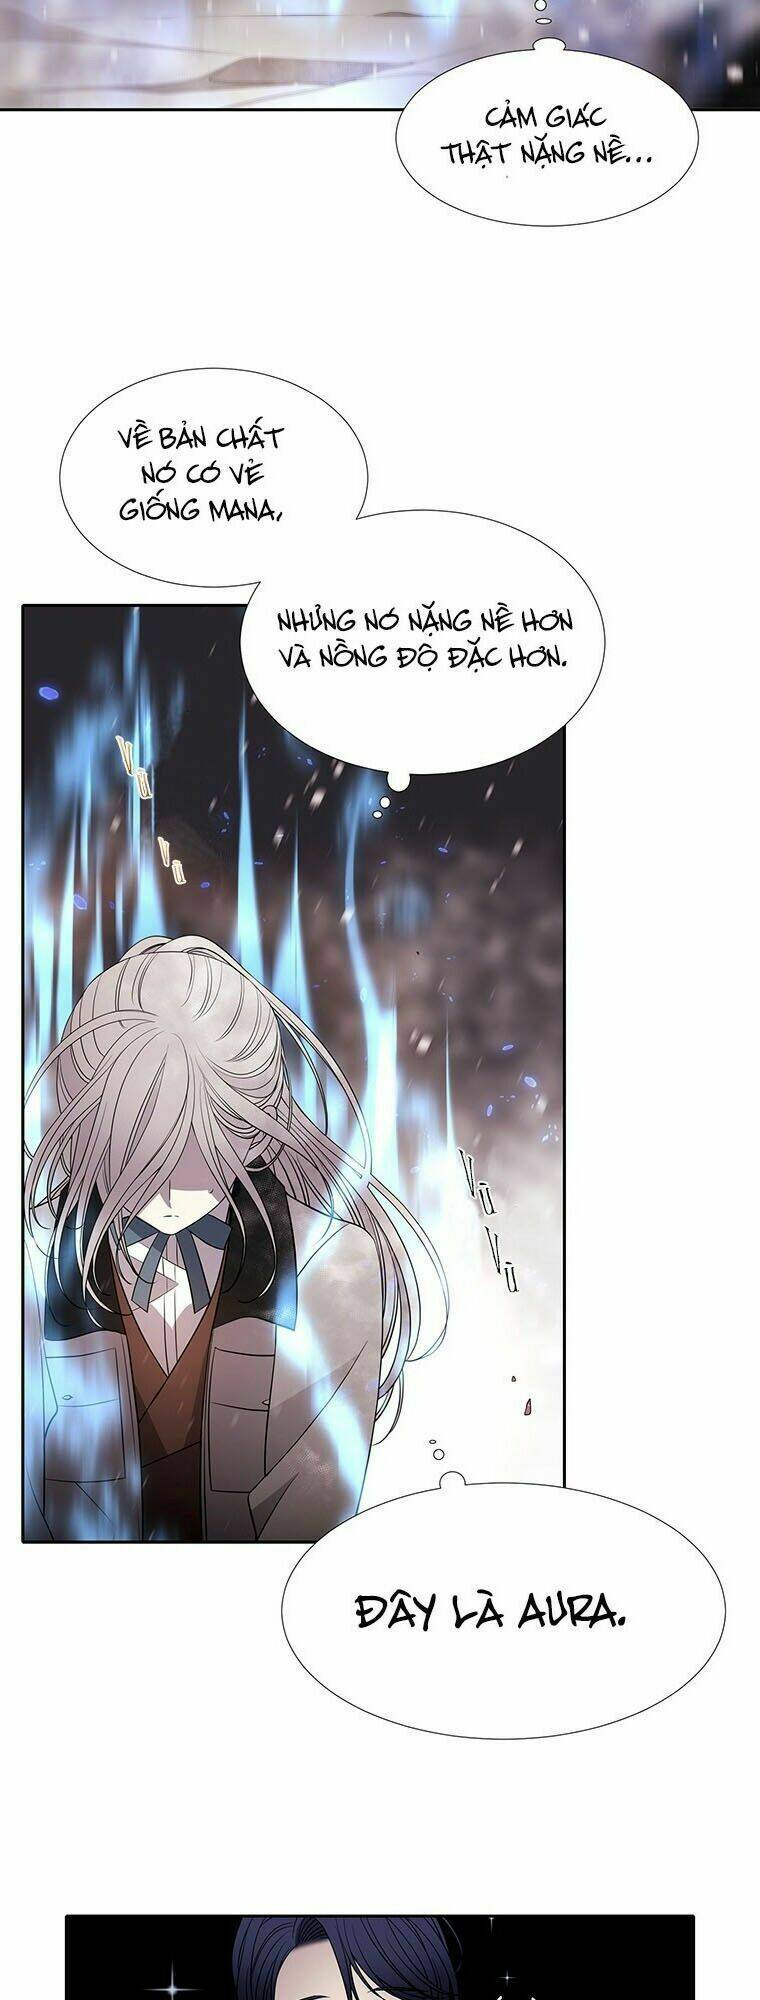 CẢM GIÁC
THẬT NẶNG NỀ...
VỀ BẢN CHẤT
NÓ CÓ VẺ
GIỐNG MANA,
NHƯNG NÓ NẶNG NỀ HƠN
VÀ NỒNG ĐỘ ĐẶC HƠN.
VÙ
VÙ
VÙ
VÙ
ĐÂY LÀ AURA.